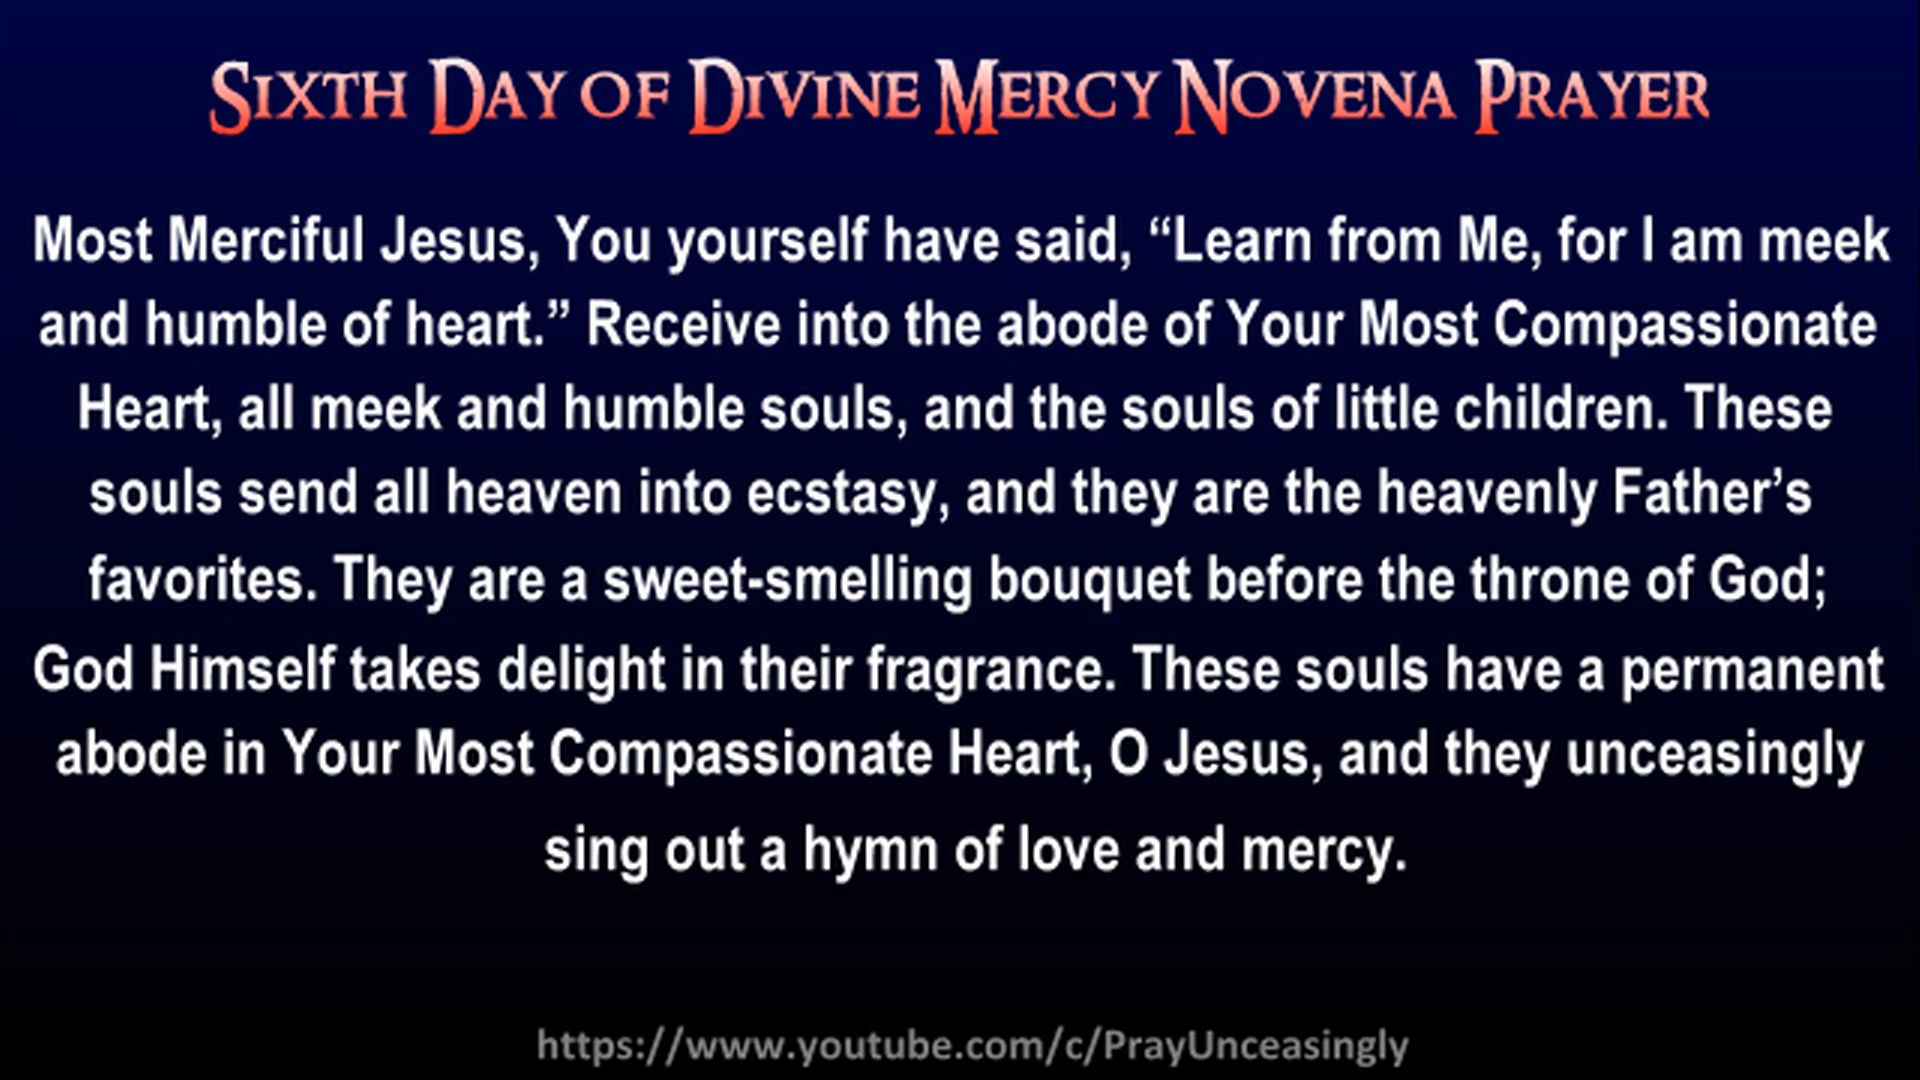 Sixth Day of Divine Mercy Novena Prayer
Most Merciful Jesus, You yourself have said, “Learn from Me, for I am meek
and humble of heart.” Receive into the abode of Your Most Compassionate
Heart, all meek and humble souls, and the souls of little children. These
souls send all heaven into ecstasy, and they are the heavenly Father’s
favorites. They are a sweet-smelling bouquet before the throne of God;
God Himself takes delight in their fragrance. These souls have a permanent
abode in Your Most Compassionate Heart, O Jesus, and they unceasingly
sing out a hymn of love and mercy.
https://www.youtube.com/c/PrayUnceasingly